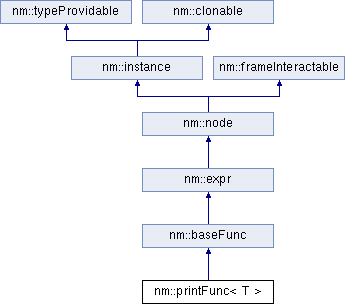 nm::typeProvidable
nm::clonable
nm::instance
nm::frameInteractable
nm::node
nm::expr
nm::baseFunc
nm::printFunc< T >